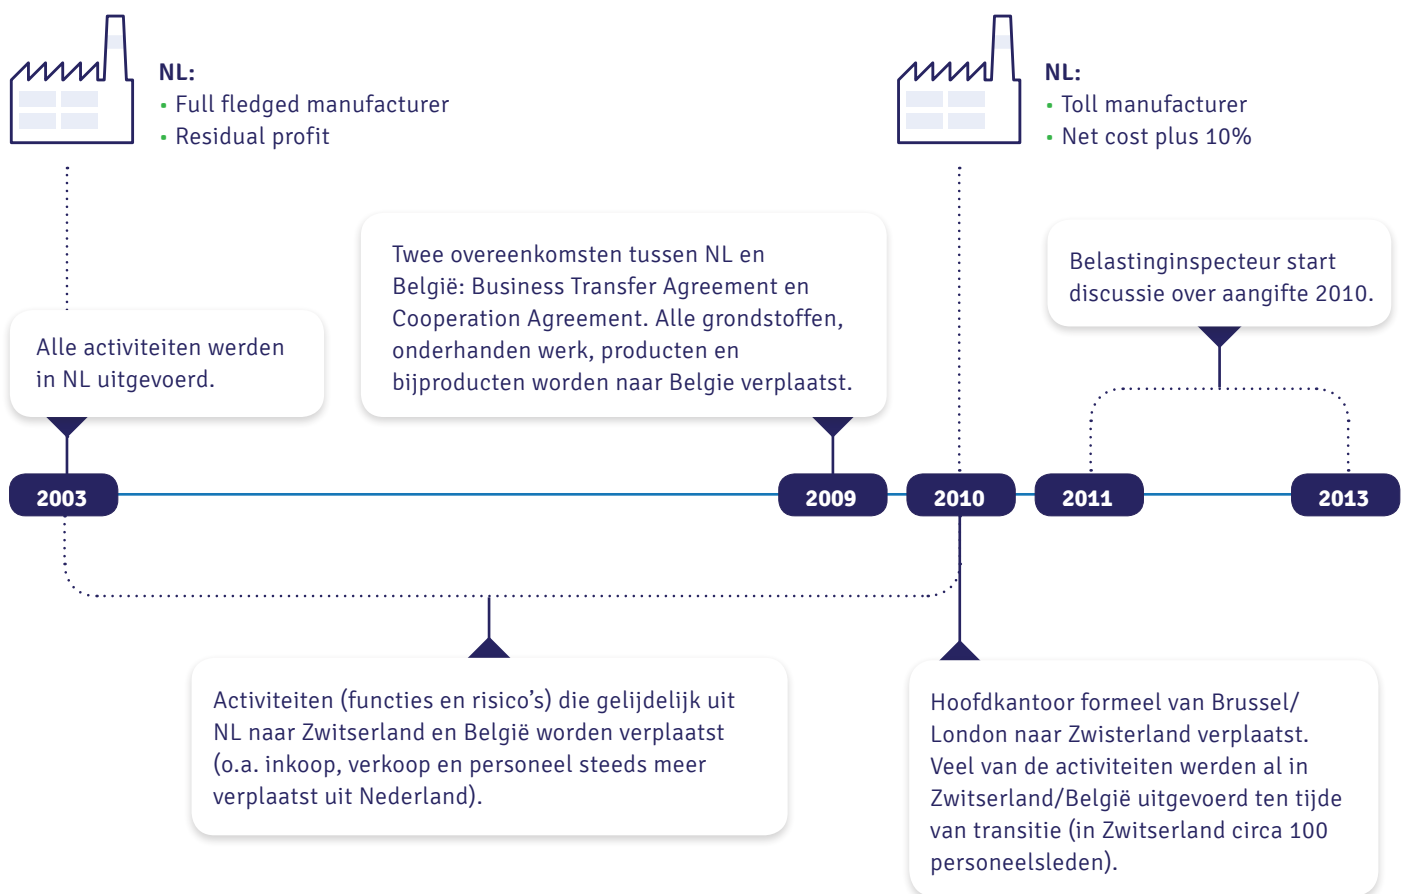 NL:
• Full fledged manufacturer
• Residual profit
NL:
• Toll manufacturer
• Net cost plus 10%
Alle activiteiten werden
in NL uitgevoerd.
Twee overeenkomsten tussen NL en
België: Business Transfer Agreement en
Cooperation Agreement. Alle grondstoffen,
onderhanden werk, producten en
bijproducten worden naar Belgie verplaatst.
Belastinginspecteur start
discussie over aangifte 2010.
2003
2009
2010
2011
2013
Activiteiten (functies en risico’s) die gelijdelijk uit
NL naar Zwitserland en België worden verplaatst
(o.a. inkoop, verkoop en personeel steeds meer
verplaatst uit Nederland).
Hoofdkantoor formeel van Brussel/
London naar Zwisterland verplaatst.
Veel van de activiteiten werden al in
Zwitserland/België uitgevoerd ten tijde
van transitie (in Zwitserland circa 100
personeelsleden).